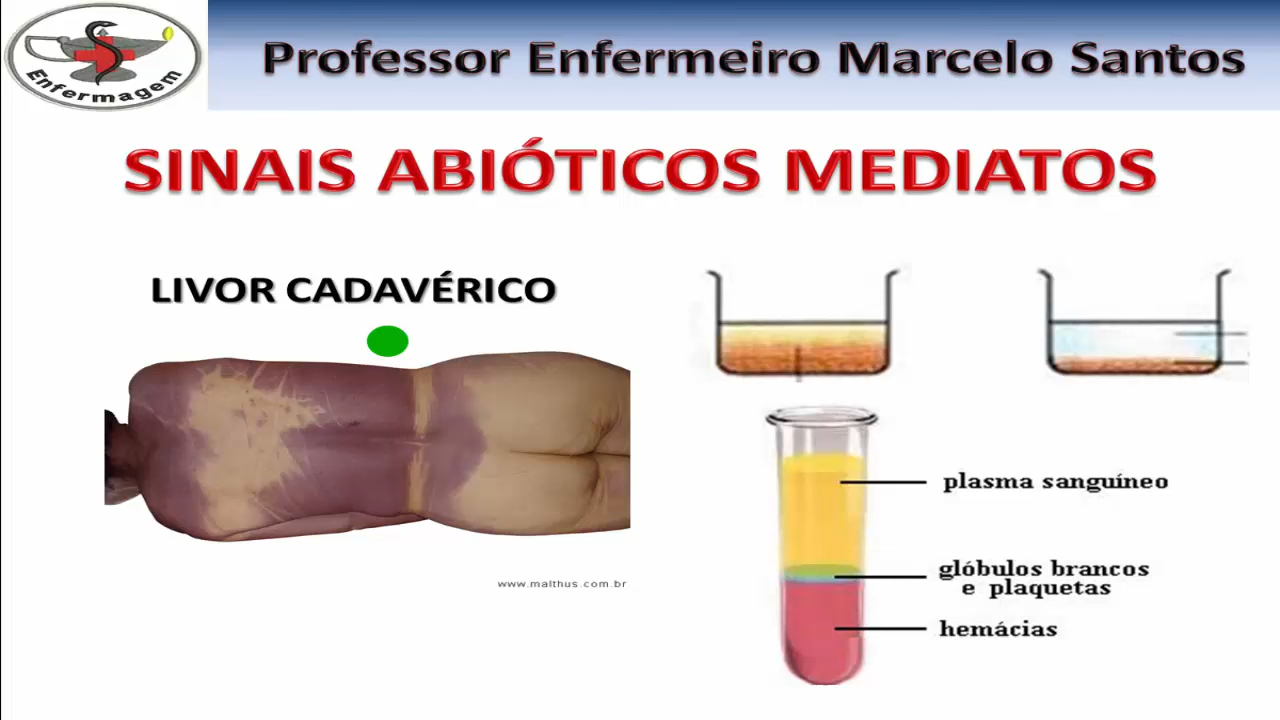 Enfermagem
Professor Enfermeiro Marcelo Santos
SINAIS ABIÓTICOS MEDIATOS
LIVOR CADAVÉRICO
www.malthus.com.br
plasma sanguíneo
glóbulos brancos
e plaquetas
hemácias